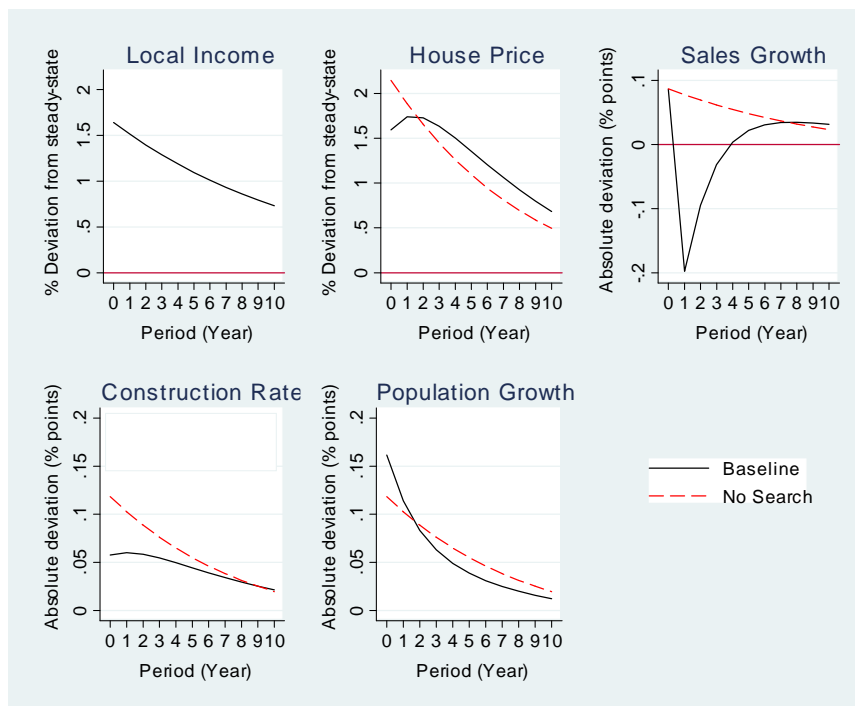 Local Income
% Deviation from steady-state
0 .5 1 1.5 2
0 1 2 3 4 5 6 7 8 9 10
Period (Year)
House Price
% Deviation from steady-state
0 .5 1 1.5 2
0 1 2 3 4 5 6 7 8 9 10
Period (Year)
Sales Growth
Absolute deviation (% points)
-.2 -.1 0 .1
0 1 2 3 4 5 6 7 8 9 10
Period (Year)
Construction Rate
Absolute deviation (% points)
0 .05 .1 .15 .2
0 1 2 3 4 5 6 7 8 9 10
Period (Year)
Population Growth
Absolute deviation (% points)
0 .05 .1 .15 .2
0 1 2 3 4 5 6 7 8 9 10
Period (Year)
Baseline
No Search